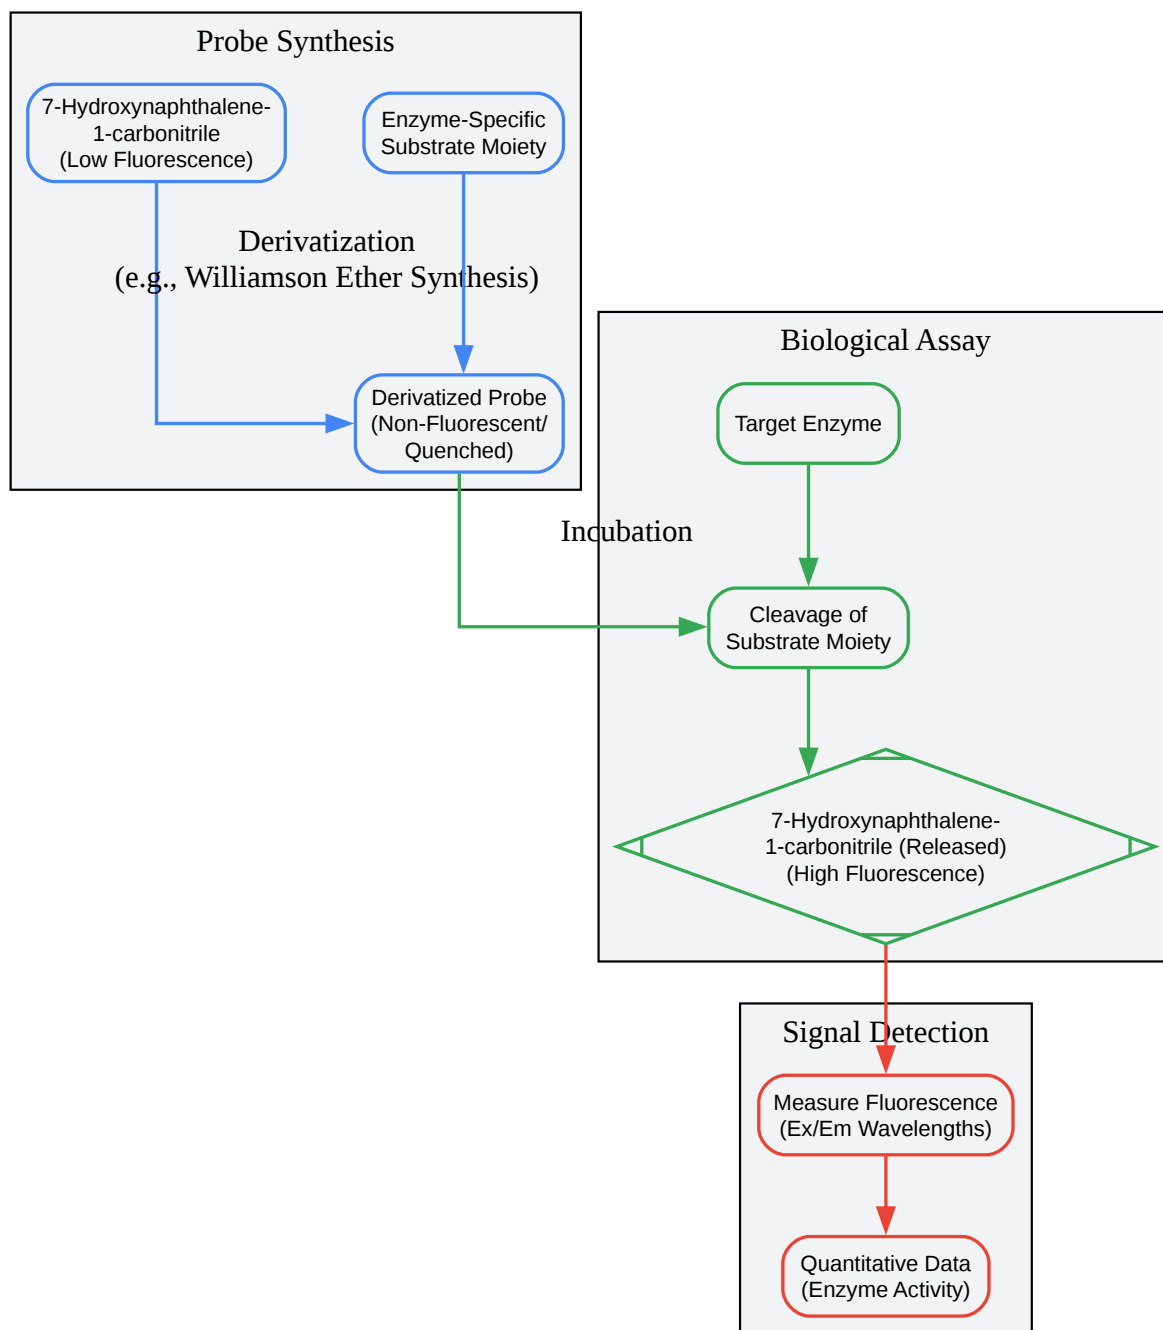 Probe Synthesis
7-Hydroxynaphthalene-
1-carbonitrile
(Low Fluorescence)
Enzyme-Specific
Substrate Moiety
Derivatization
(e.g., Williamson Ether Synthesis)
Derivatized Probe
(Non-Fluorescent/
Quenched)
Biological Assay
Target Enzyme
Incubation
Cleavage of
Substrate Moiety
7-Hydroxynaphthalene-
1-carbonitrile (Released)
(High Fluorescence)
Signal Detection
Measure Fluorescence
(Ex/Em Wavelengths)
Quantitative Data
(Enzyme Activity)